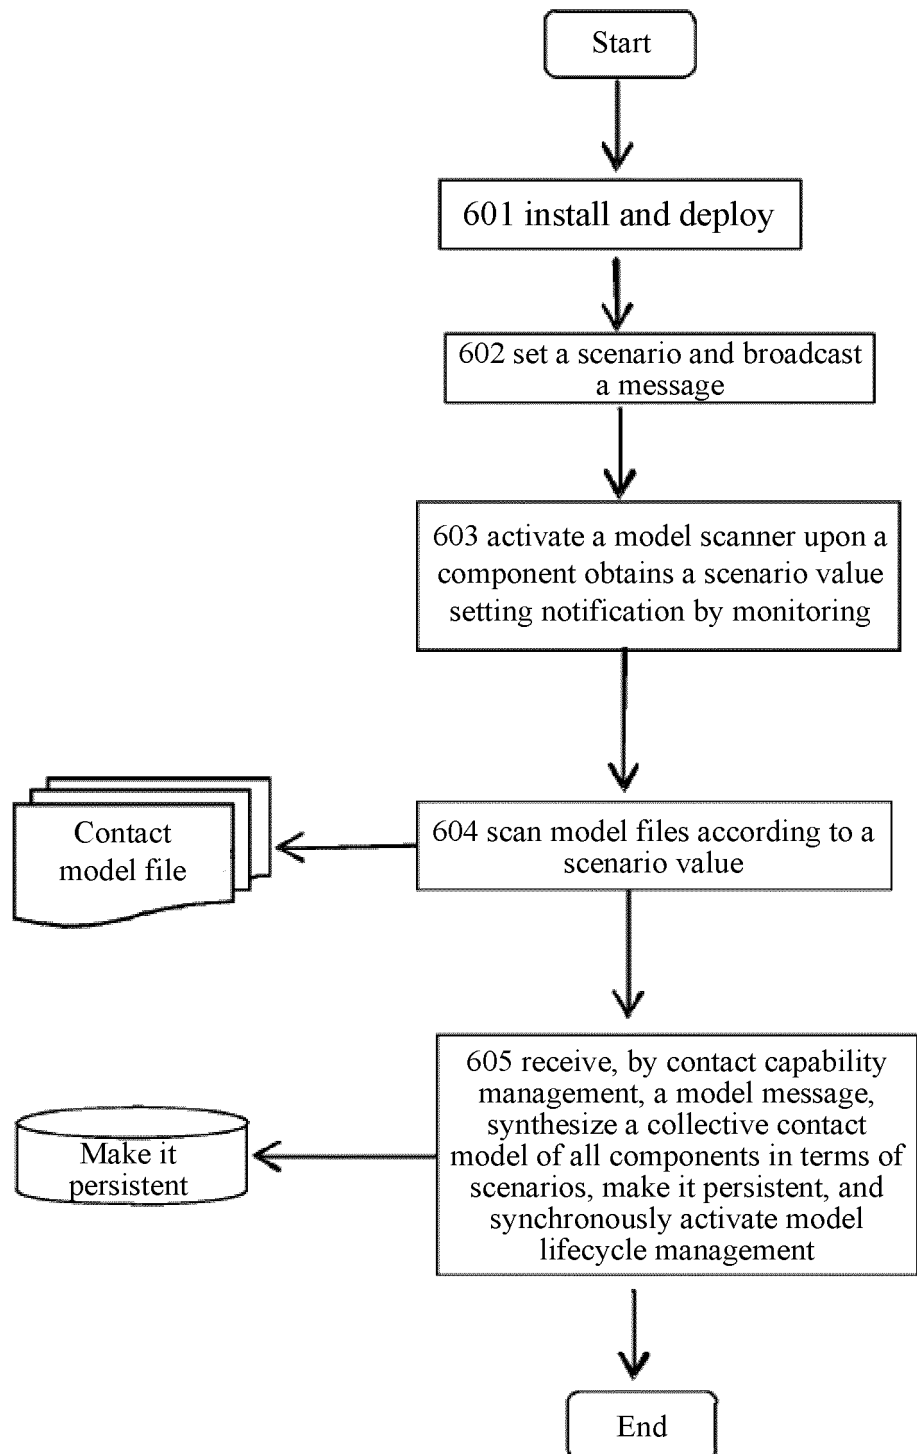 Start
601 install and deploy
602 set a scenario and broadcast
a message
603 activate a model scanner upon a
component obtains a scenario value
setting notification by monitoring
Contact
model file
604 scan model files according to a
scenario value
605 receive, by contact capability
management, a model message,
synthesize a collective contact
model of all components in terms of
scenarios, make it persistent, and
synchronously activate model
lifecycle management
Make it
persistent
End